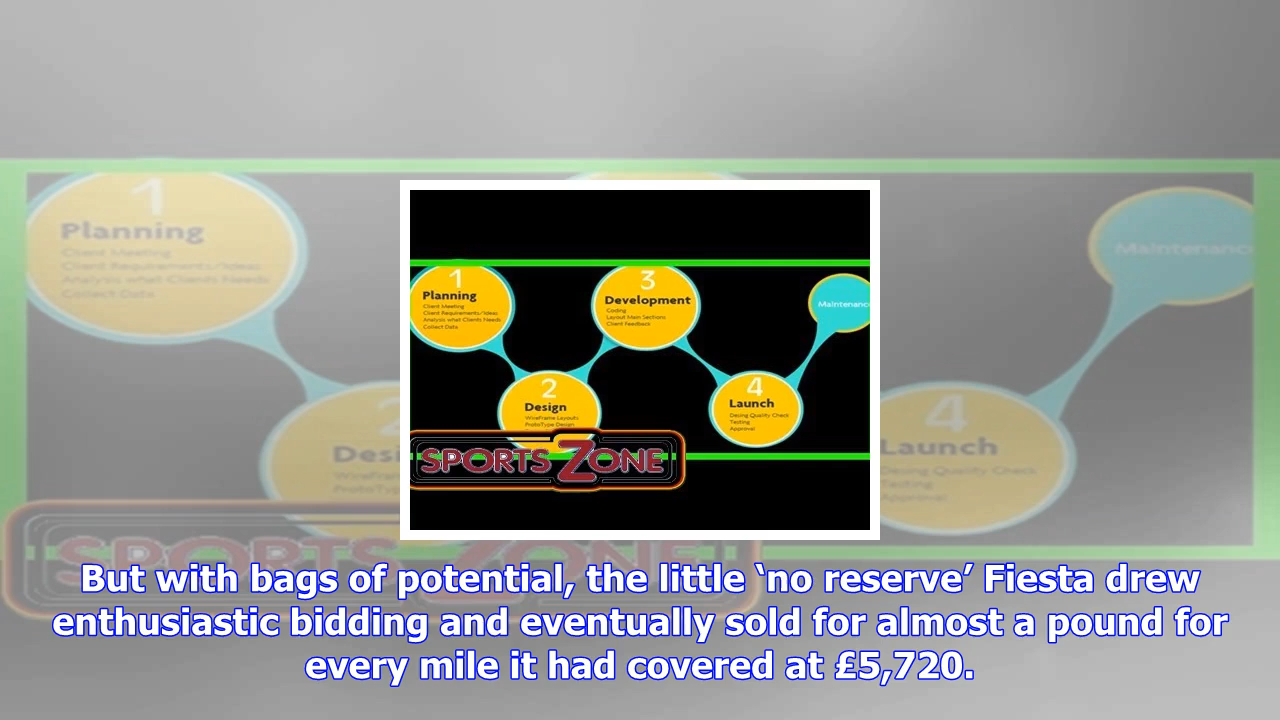 1
Planning
Client Meeting
Client Requirements/Ideas
Analysis what Clients Needs
Collect Data
2
Design
WireFrame Layouts
ProtoType Design
3
Development
Coding
Layout Main Sections
Client Feedback
4
Launch
Desing Quality Check
Testing
Approval
Maintenanc
SPORTS ZONE
But with bags of potential, the little ‘no reserve’ Fiesta drew
enthusiastic bidding and eventually sold for almost a pound for
every mile it had covered at £5,720.